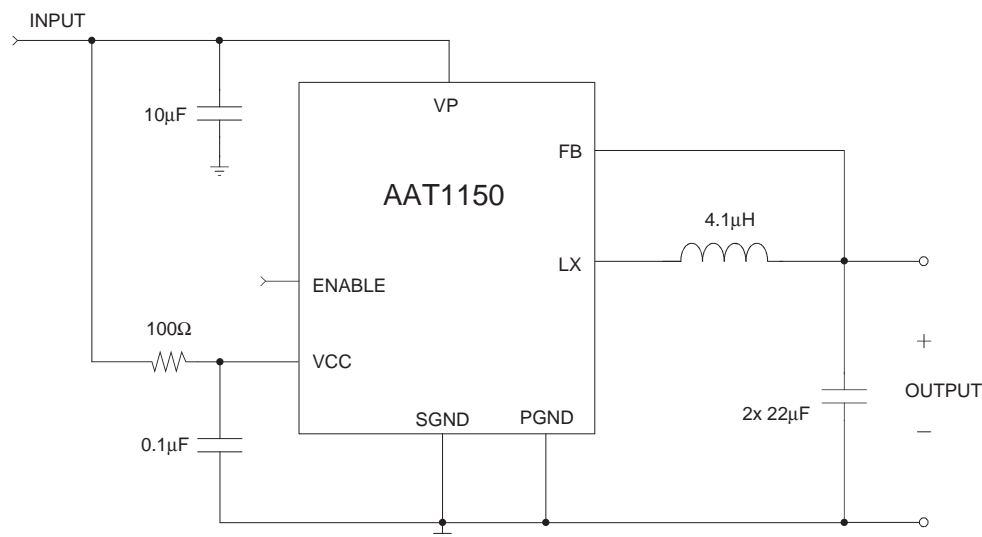 INPUT
10μF
VP
FB
AAT1150
4.1μH
LX
ENABLE
100Ω
VCC
+
OUTPUT
2x 22μF
−
SGND
PGND
0.1μF